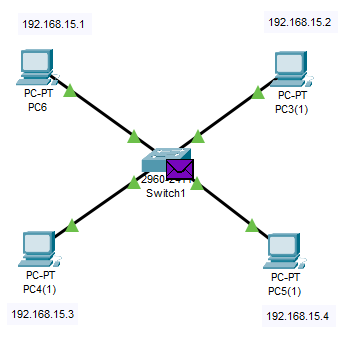 192.168.15.1
192.168.15.2
PC-PT
PC6
PC-PT
PC3(1)
Switch1
PC-PT
PC4(1)
PC-PT
PC5(1)
192.168.15.3
192.168.15.4